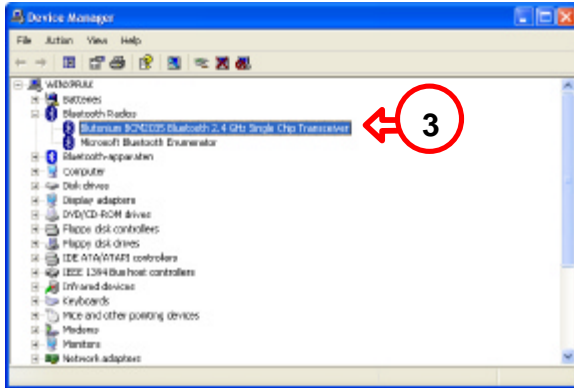 Device Manager
File Action View Help
WINXPRUL
Batteries
Bluetooth Radios
Blutonium BCM2035 Bluetooth 2.4 GHz Single Chip Transceiver
Microsoft Bluetooth Enumerator
Bluetooth-apparaten
Computer
Disk drives
Display adapters
DVD/CD-ROM drives
Floppy disk controllers
Floppy disk drives
IDE ATA/ATAPI controllers
IEEE 1394 Bus host controllers
Infrared devices
Keyboards
Mice and other pointing devices
Modems
Monitors
Network adapters
3